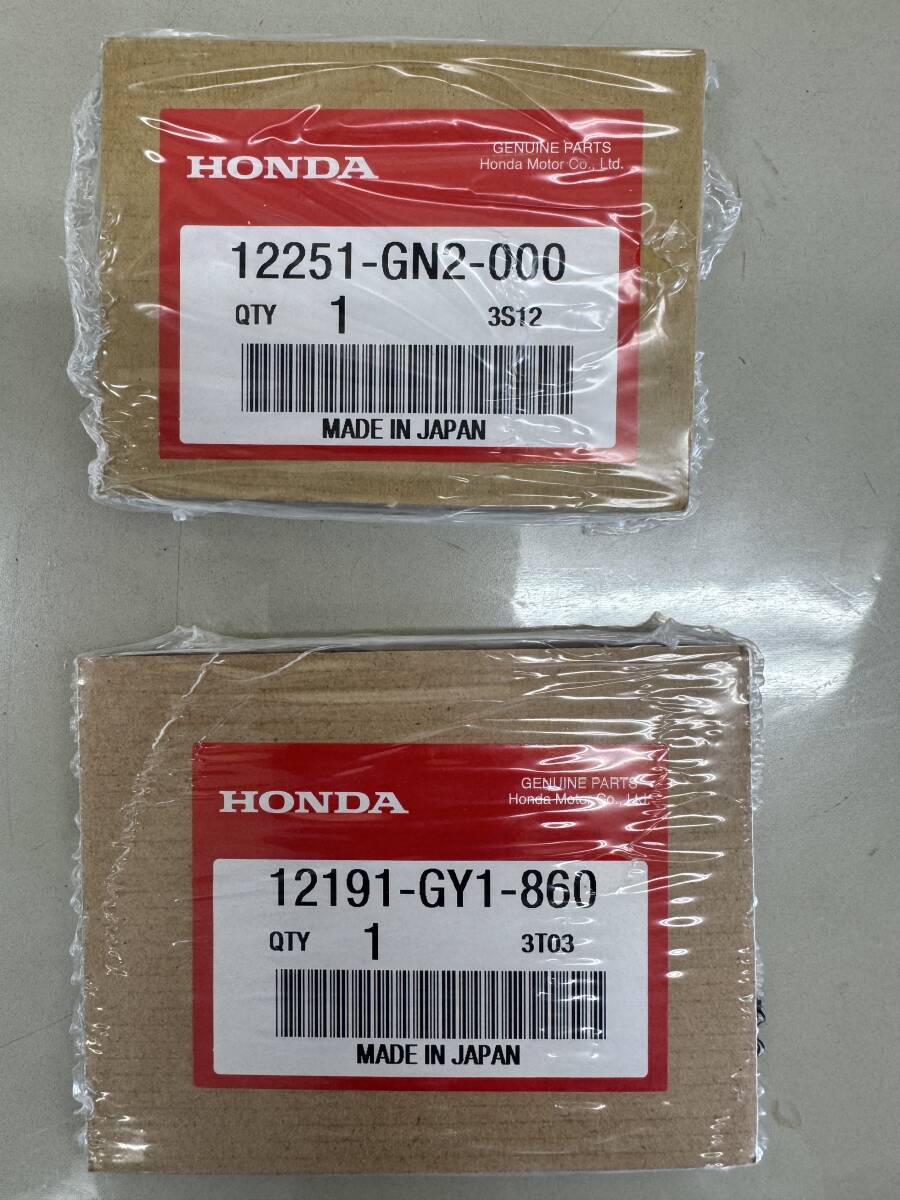 HONDA
GENUINE PARTS
Honda Motor Co., Ltd.
12251-GN2-000
QTY 1 3S12
MADE IN JAPAN
HONDA
GENUINE PARTS
Honda Motor Co., Ltd.
12191-GY1-860
QTY 1 3T03
MADE IN JAPAN